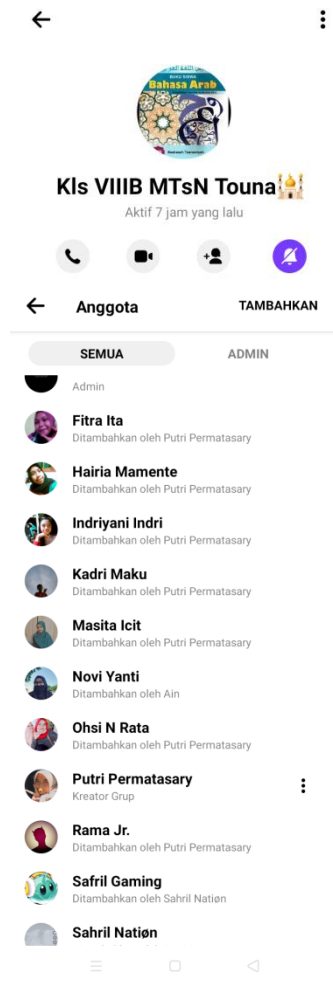 BUKU SISWA
Bahasa Arab
Kls VIIIB MTsN Touna🕌
Aktif 7 jam yang lalu
Anggota
TAMBAHKAN
SEMUA
ADMIN
Admin
Fitra Ita
Ditambahkan oleh Putri Permatasary
Hairia Mamente
Ditambahkan oleh Putri Permatasary
Indriyani Indri
Ditambahkan oleh Putri Permatasary
Kadri Maku
Ditambahkan oleh Putri Permatasary
Masita Icit
Ditambahkan oleh Putri Permatasary
Novi Yanti
Ditambahkan oleh Ain
Ohsi N Rata
Ditambahkan oleh Putri Permatasary
Putri Permatasary
Kreator Grup
Rama Jr.
Ditambahkan oleh Putri Permatasary
Safril Gaming
Ditambahkan oleh Sahril Natiøn
Sahril Natiøn